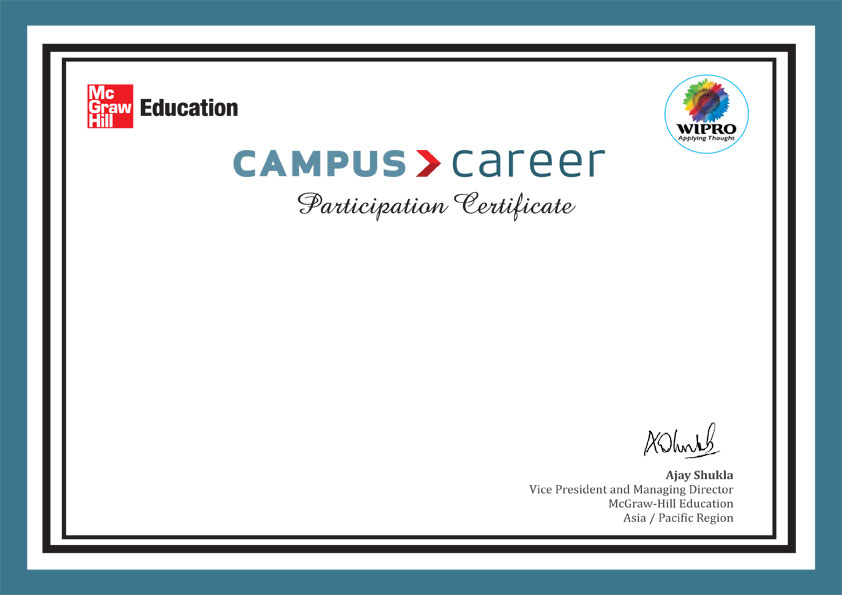 Mc
Graw
Hill
Education
WIPRO
Applying Thought
CAMPUS > career
Participation Certificate
Ajay Shukla
Vice President and Managing Director
McGraw-Hill Education
Asia / Pacific Region